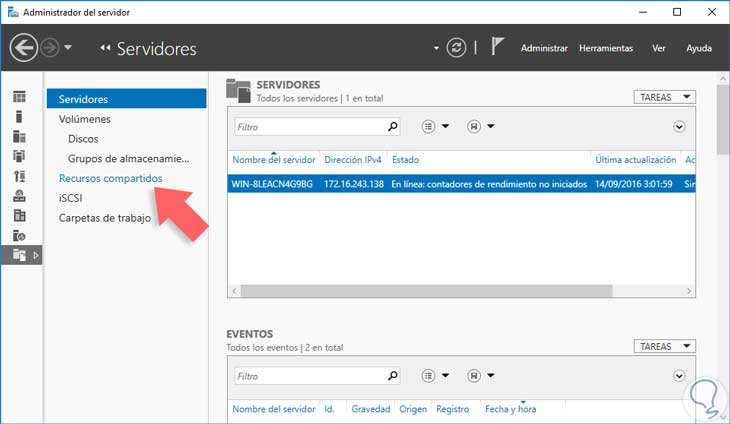 Administrador del servidor
Servidores
Administrar Herramientas Ver Ayuda
Servidores
Volúmenes
Discos
Grupos de almacenamie...
Recursos compartidos
iSCSI
Carpetas de trabajo
SERVIDORES
Todos los servidores | 1 en total
TAREAS
Filtro
Nombre del servidor Dirección IPv4 Estado Última actualización Ac
WIN-8LEACN4G9BG 172.16.243.138 En línea: contadores de rendimiento no iniciados 14/09/2016 3:01:59 Sin
EVENTOS
Todos los eventos | 2 en total
TAREAS
Filtro
Nombre del servidor Id. Gravedad Origen Registro Fecha y hora